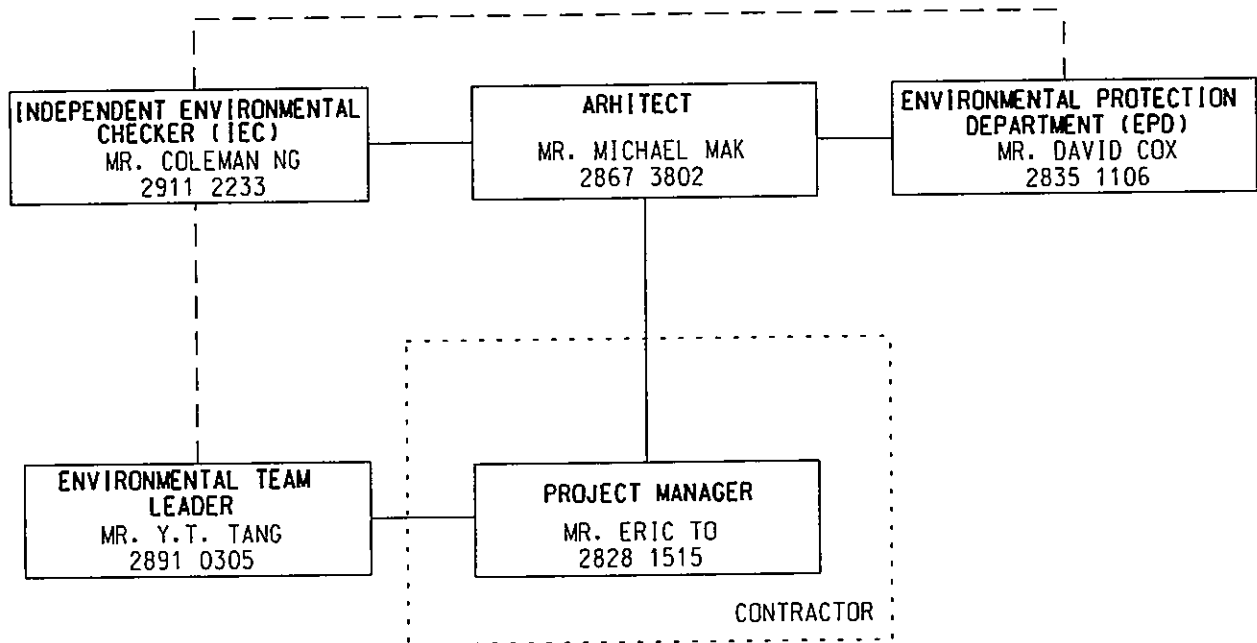 INDEPENDENT ENVIRONMENTAL
CHECKER (IEC)
MR. COLEMAN NG
2911 2233
ARHITECT
MR. MICHAEL MAK
2867 3802
ENVIRONMENTAL PROTECTION
DEPARTMENT (EPD)
MR. DAVID COX
2835 1106
ENVIRONMENTAL TEAM
LEADER
MR. Y.T. TANG
2891 0305
PROJECT MANAGER
MR. ERIC TO
2828 1515
CONTRACTOR